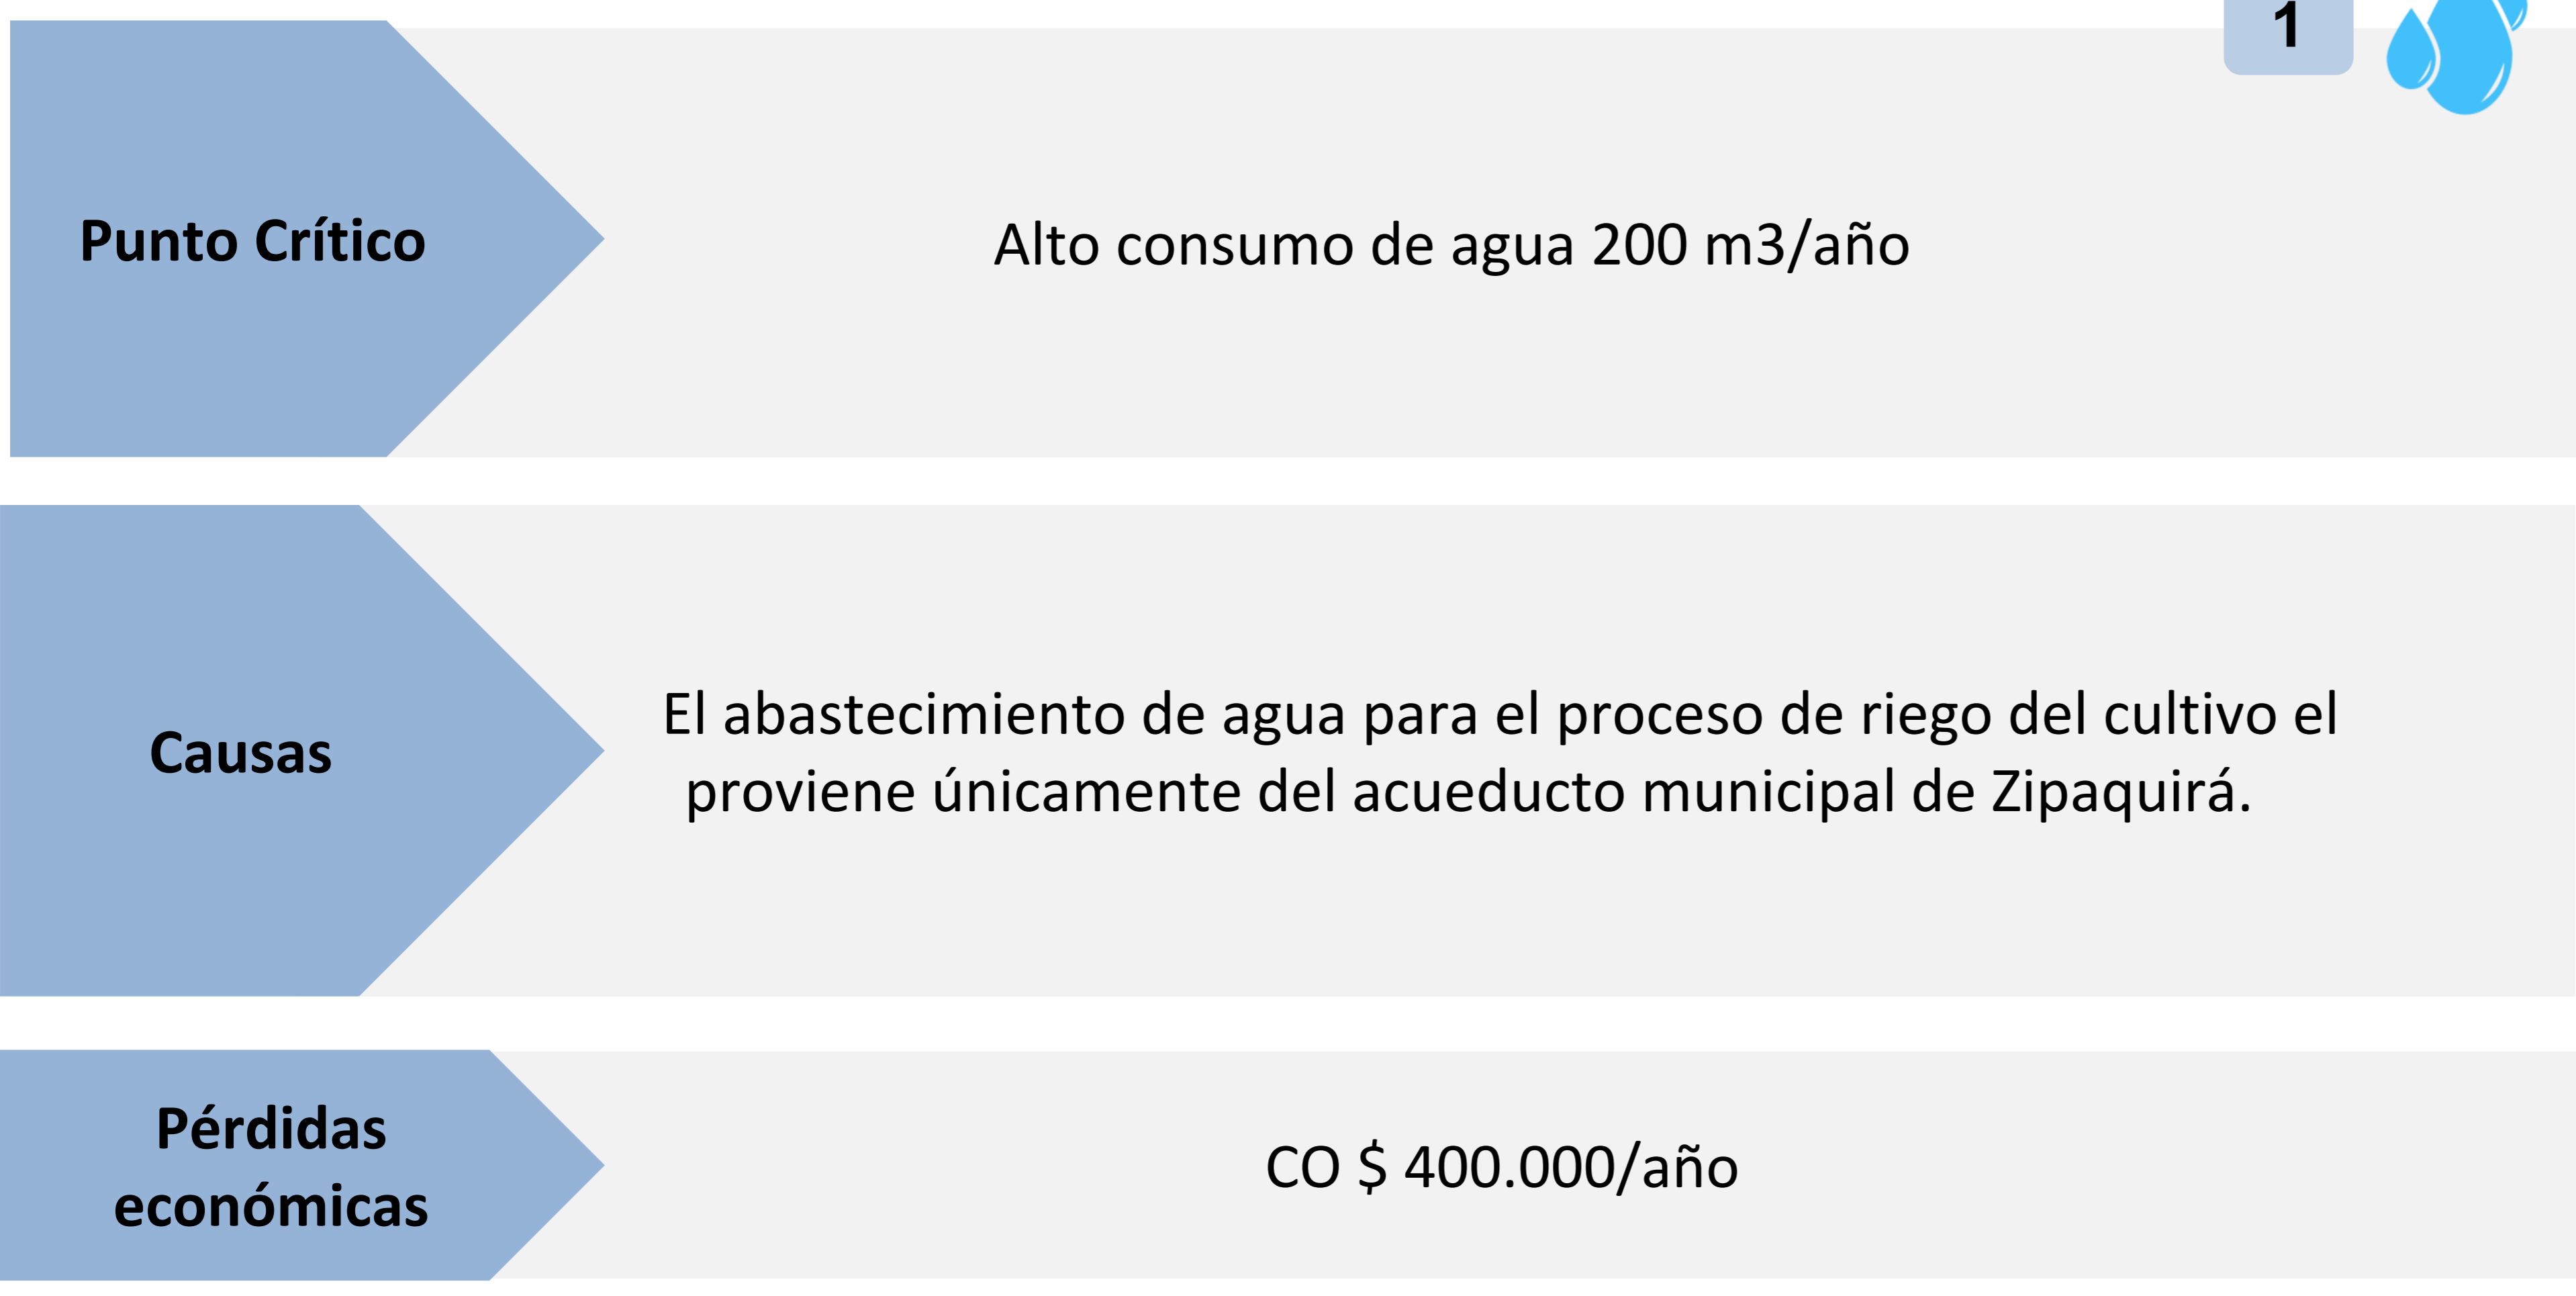 1
Punto Crítico
Alto consumo de agua 200 m3/año
Causas
El abastecimiento de agua para el proceso de riego del cultivo el
proviene únicamente del acueducto municipal de Zipaquirá.
Pérdidas
económicas
CO $ 400.000/año